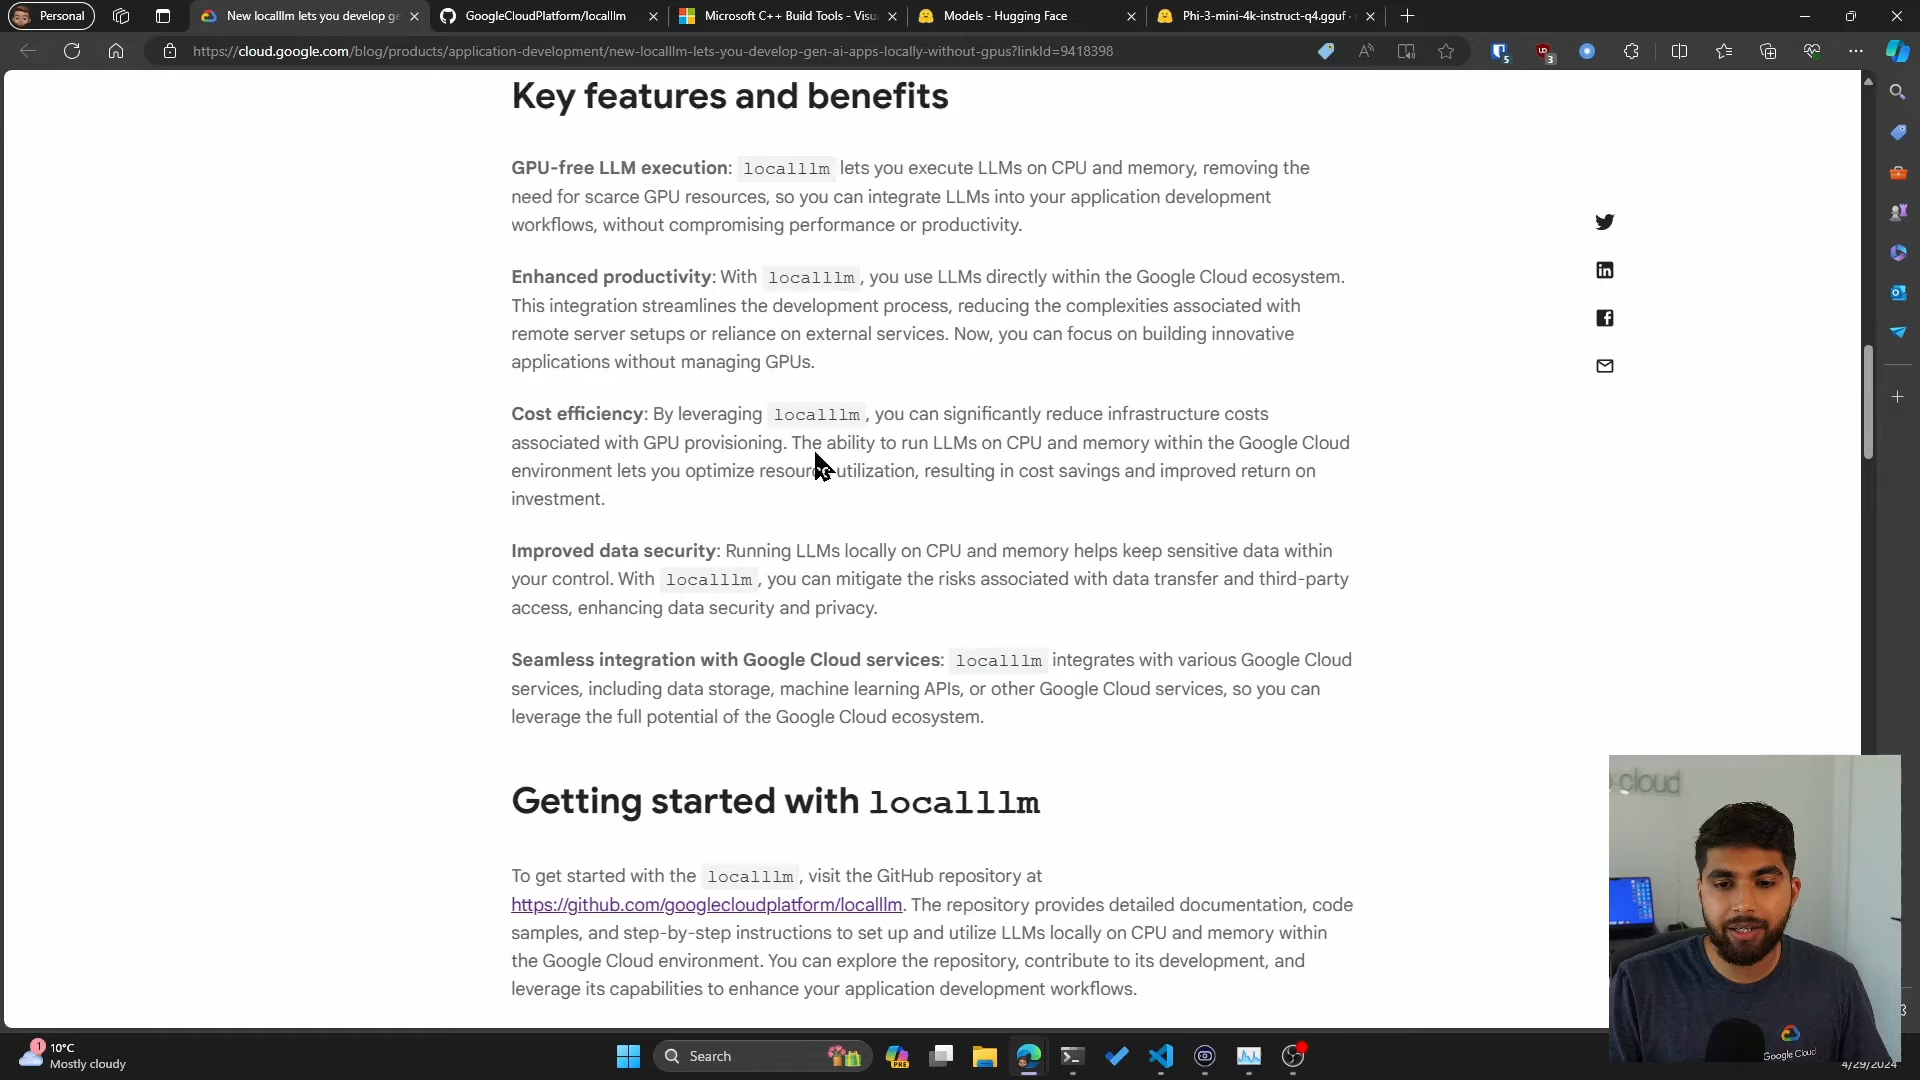 Personal
New localllm lets you develop ge
GoogleCloudPlatform/localllm
Microsoft C++ Build Tools - Visu
Models - Hugging Face
Phi-3-mini-4k-instruct-q4.gguf ·
https://cloud.google.com/blog/products/application-development/new-localllm-lets-you-develop-gen-ai-apps-locally-without-gpus?linkId=9418398
5
3
Key features and benefits
GPU-free LLM execution: localllm lets you execute LLMs on CPU and memory, removing the
need for scarce GPU resources, so you can integrate LLMs into your application development
workflows, without compromising performance or productivity.
Enhanced productivity: With localllm, you use LLMs directly within the Google Cloud ecosystem.
This integration streamlines the development process, reducing the complexities associated with
remote server setups or reliance on external services. Now, you can focus on building innovative
applications without managing GPUs.
Cost efficiency: By leveraging localllm, you can significantly reduce infrastructure costs
associated with GPU provisioning. The ability to run LLMs on CPU and memory within the Google Cloud
environment lets you optimize resource utilization, resulting in cost savings and improved return on
investment.
Improved data security: Running LLMs locally on CPU and memory helps keep sensitive data within
your control. With localllm, you can mitigate the risks associated with data transfer and third-party
access, enhancing data security and privacy.
Seamless integration with Google Cloud services: localllm integrates with various Google Cloud
services, including data storage, machine learning APIs, or other Google Cloud services, so you can
leverage the full potential of the Google Cloud ecosystem.
Getting started with localllm
To get started with the localllm, visit the GitHub repository at
https://github.com/googlecloudplatform/localllm. The repository provides detailed documentation, code
samples, and step-by-step instructions to set up and utilize LLMs locally on CPU and memory within
the Google Cloud environment. You can explore the repository, contribute to its development, and
leverage its capabilities to enhance your application development workflows.
cloud
Google Cloud
1
10°C
Mostly cloudy
Search
PRE
4/29/2024